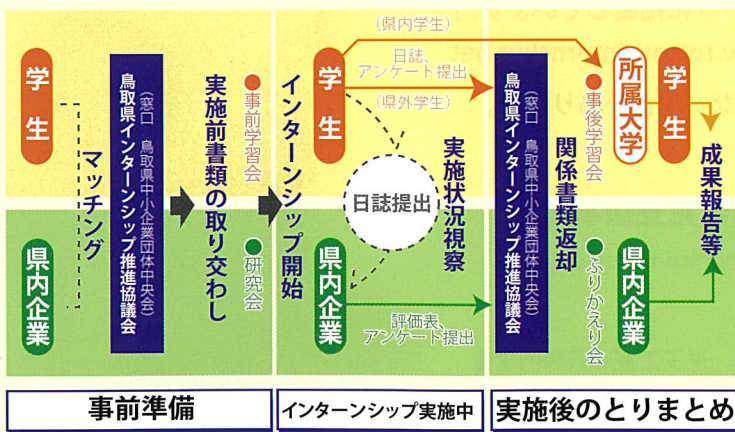 学生
県内企業
マッチング
鳥取県インターンシップ推進協議会
(窓口 鳥取県中小企業団体中央会)
実施前書類の取り交わし
●事前学習会
●研究会
インターンシップ開始
学生
県内企業
(県内学生)
日誌、
アンケート提出
(県外学生)
日誌提出
実施状況視察
評価表、
アンケート提出
鳥取県インターンシップ推進協議会
(窓口 鳥取県中小企業団体中央会)
関係書類返却
●事後学習会
●ふりかえり会
所属大学
学生
県内企業
成果報告等
事前準備
インターンシップ実施中
実施後のとりまとめ